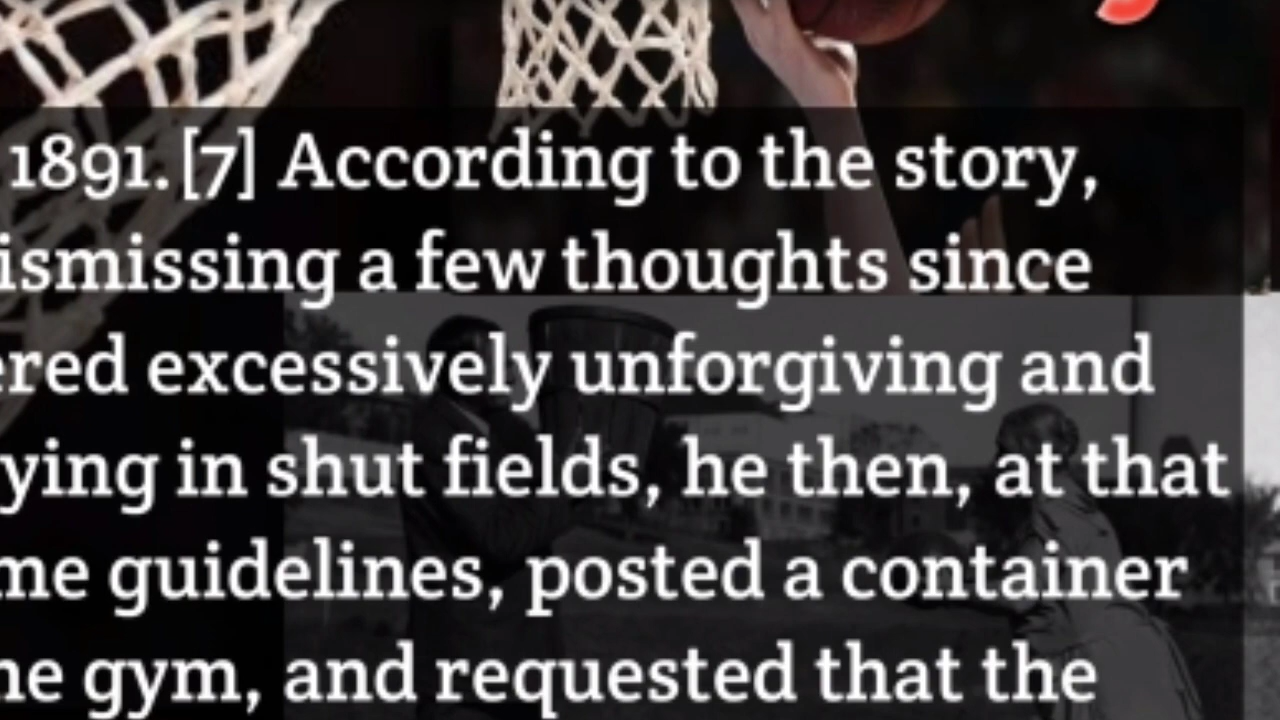 1891.[7] According to the story,
ismissing a few thoughts since
ered excessively unforgiving and
ying in shut fields, he then, at that
me guidelines, posted a container
he gym, and requested that the